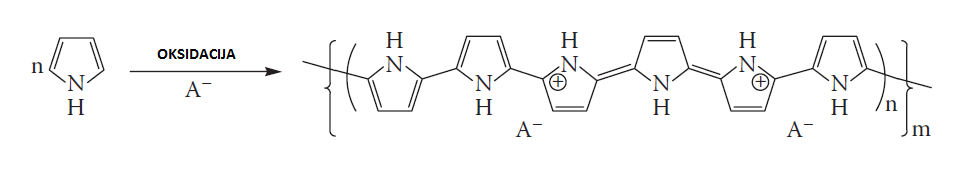 n N H
OKSIDACIJA
A⁻
H N N H H N ⊕ N H H N ⊕ N H
A⁻ A⁻
n
m